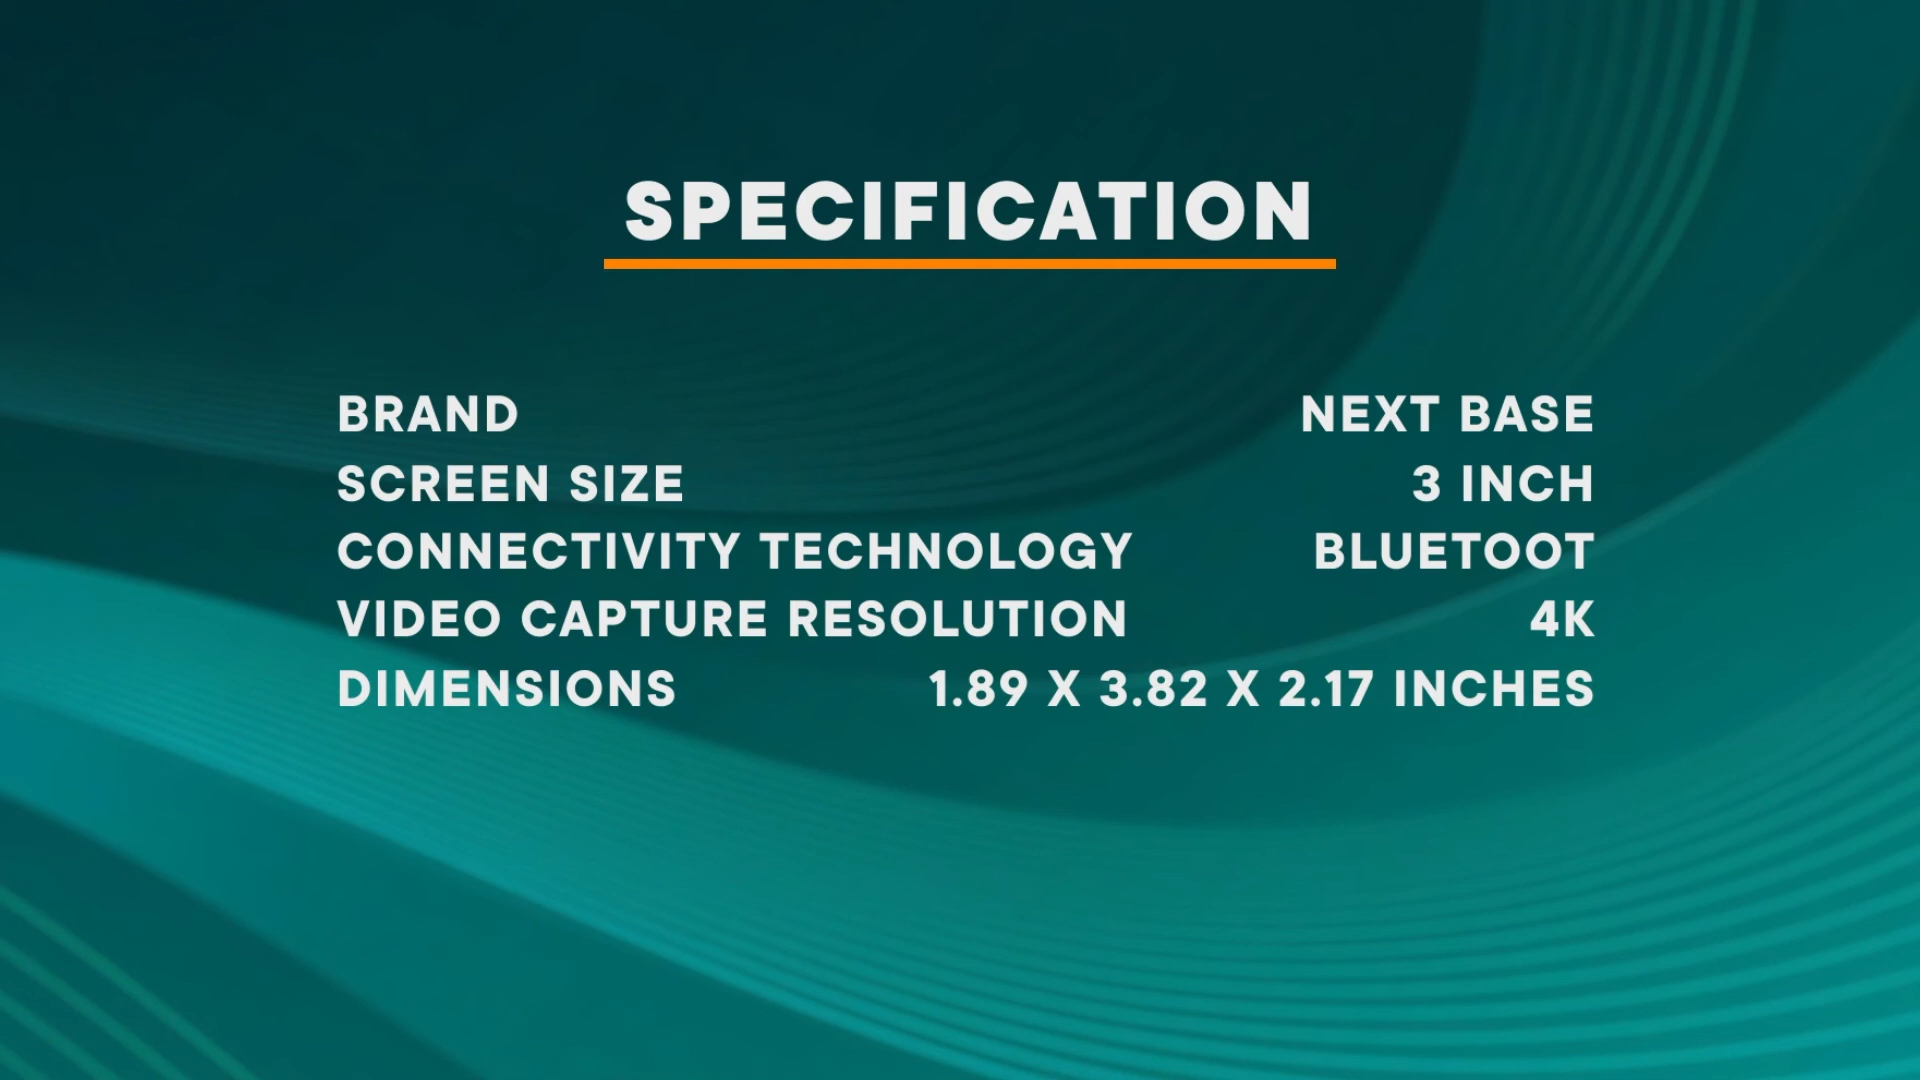 SPECIFICATION
BRAND NEXT BASE
SCREEN SIZE 3 INCH
CONNECTIVITY TECHNOLOGY BLUETOOT
VIDEO CAPTURE RESOLUTION 4K
DIMENSIONS 1.89 X 3.82 X 2.17 INCHES